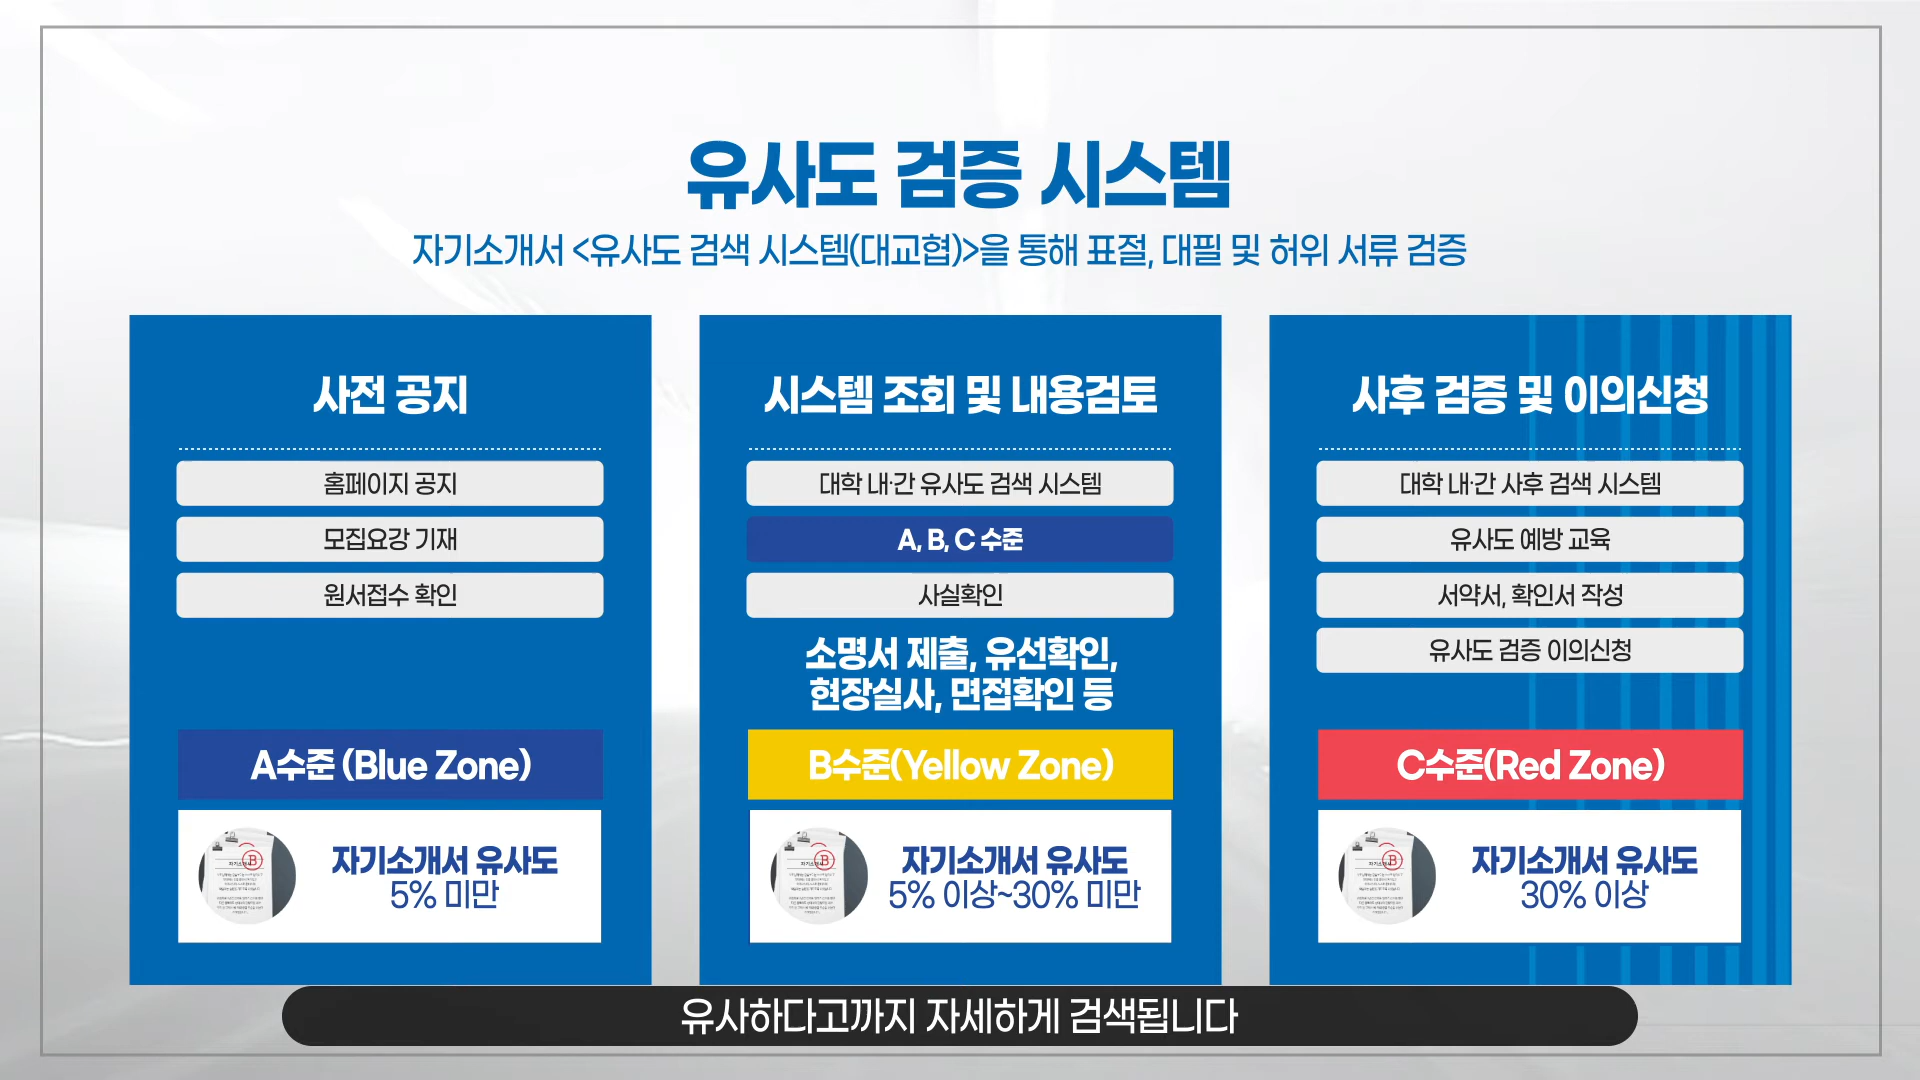 유사도 검증 시스템
자기소개서 <유사도 검색 시스템(대교협)>을 통해 표절, 대필 및 허위 서류 검증
사전 공지
홈페이지 공지
모집요강 기재
원서접수 확인
A수준 (Blue Zone)
자기소개서 유사도
5% 미만
시스템 조회 및 내용검토
대학 내·간 유사도 검색 시스템
A, B, C 수준
사실확인
소명서 제출, 유선확인,
현장실사, 면접확인 등
B수준(Yellow Zone)
자기소개서 유사도
5% 이상~30% 미만
사후 검증 및 이의신청
대학 내·간 사후 검색 시스템
유사도 예방 교육
서약서, 확인서 작성
유사도 검증 이의신청
C수준(Red Zone)
자기소개서 유사도
30% 이상
유사하다고까지 자세하게 검색됩니다